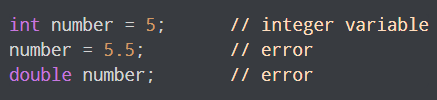 int number = 5;      // integer variable
number = 5.5;        // error
double number;       // error